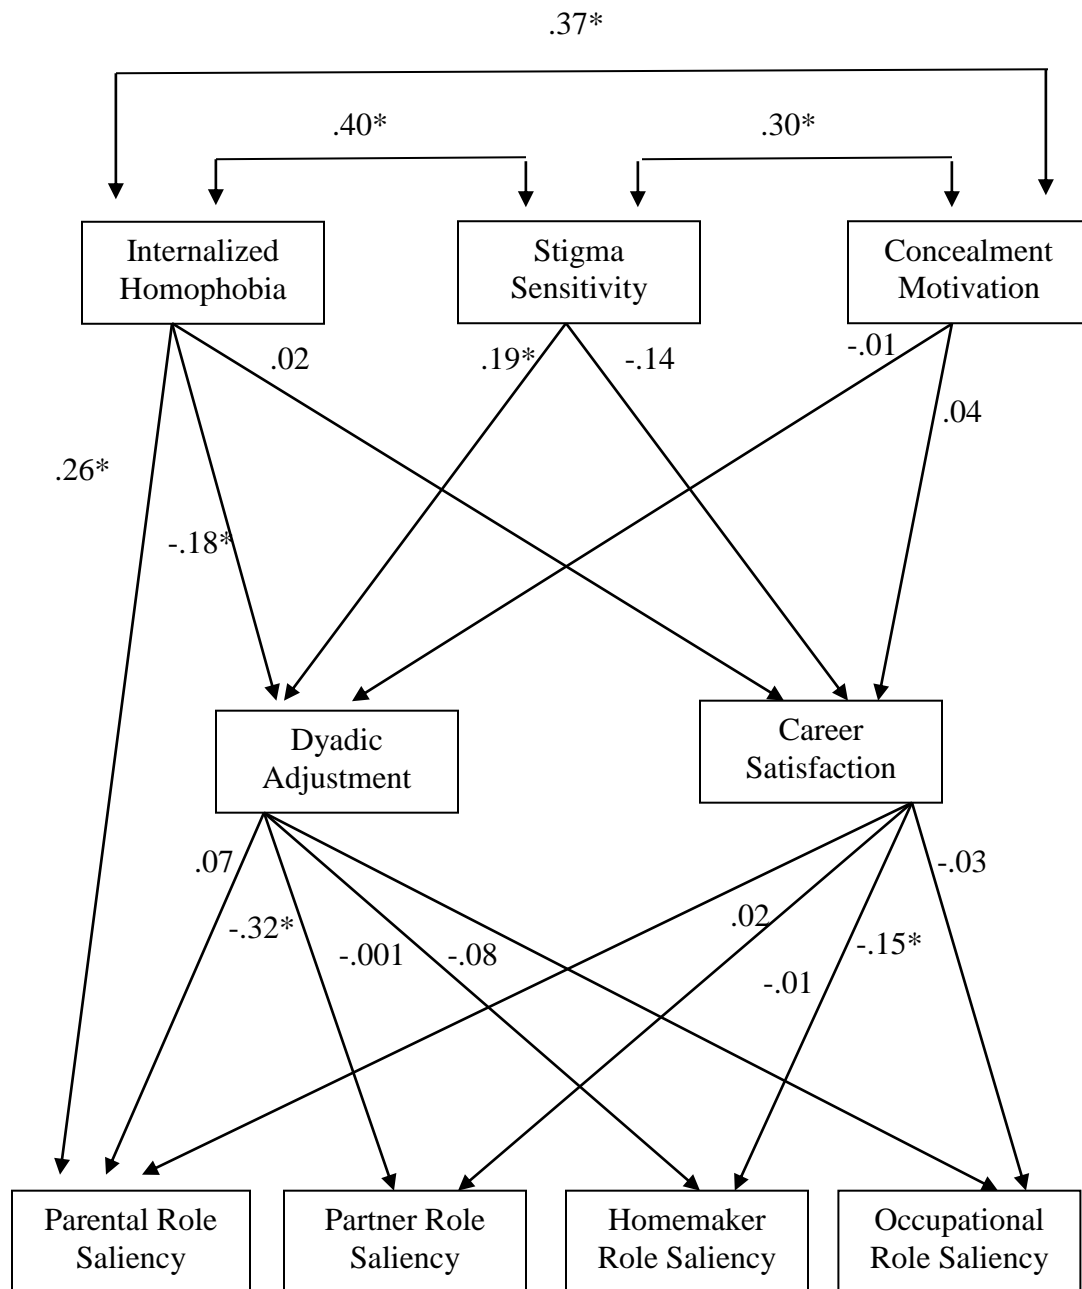 .37*
.40*
.30*
Internalized
Homophobia
Stigma
Sensitivity
Concealment
Motivation
.02
.19*
-.14
-.01
.04
.26*
-.18*
Dyadic
Adjustment
Career
Satisfaction
.07
-.32*
-.001
-.08
.02
-.01
-.15*
-.03
Parental Role
Saliency
Partner Role
Saliency
Homemaker
Role Saliency
Occupational
Role Saliency